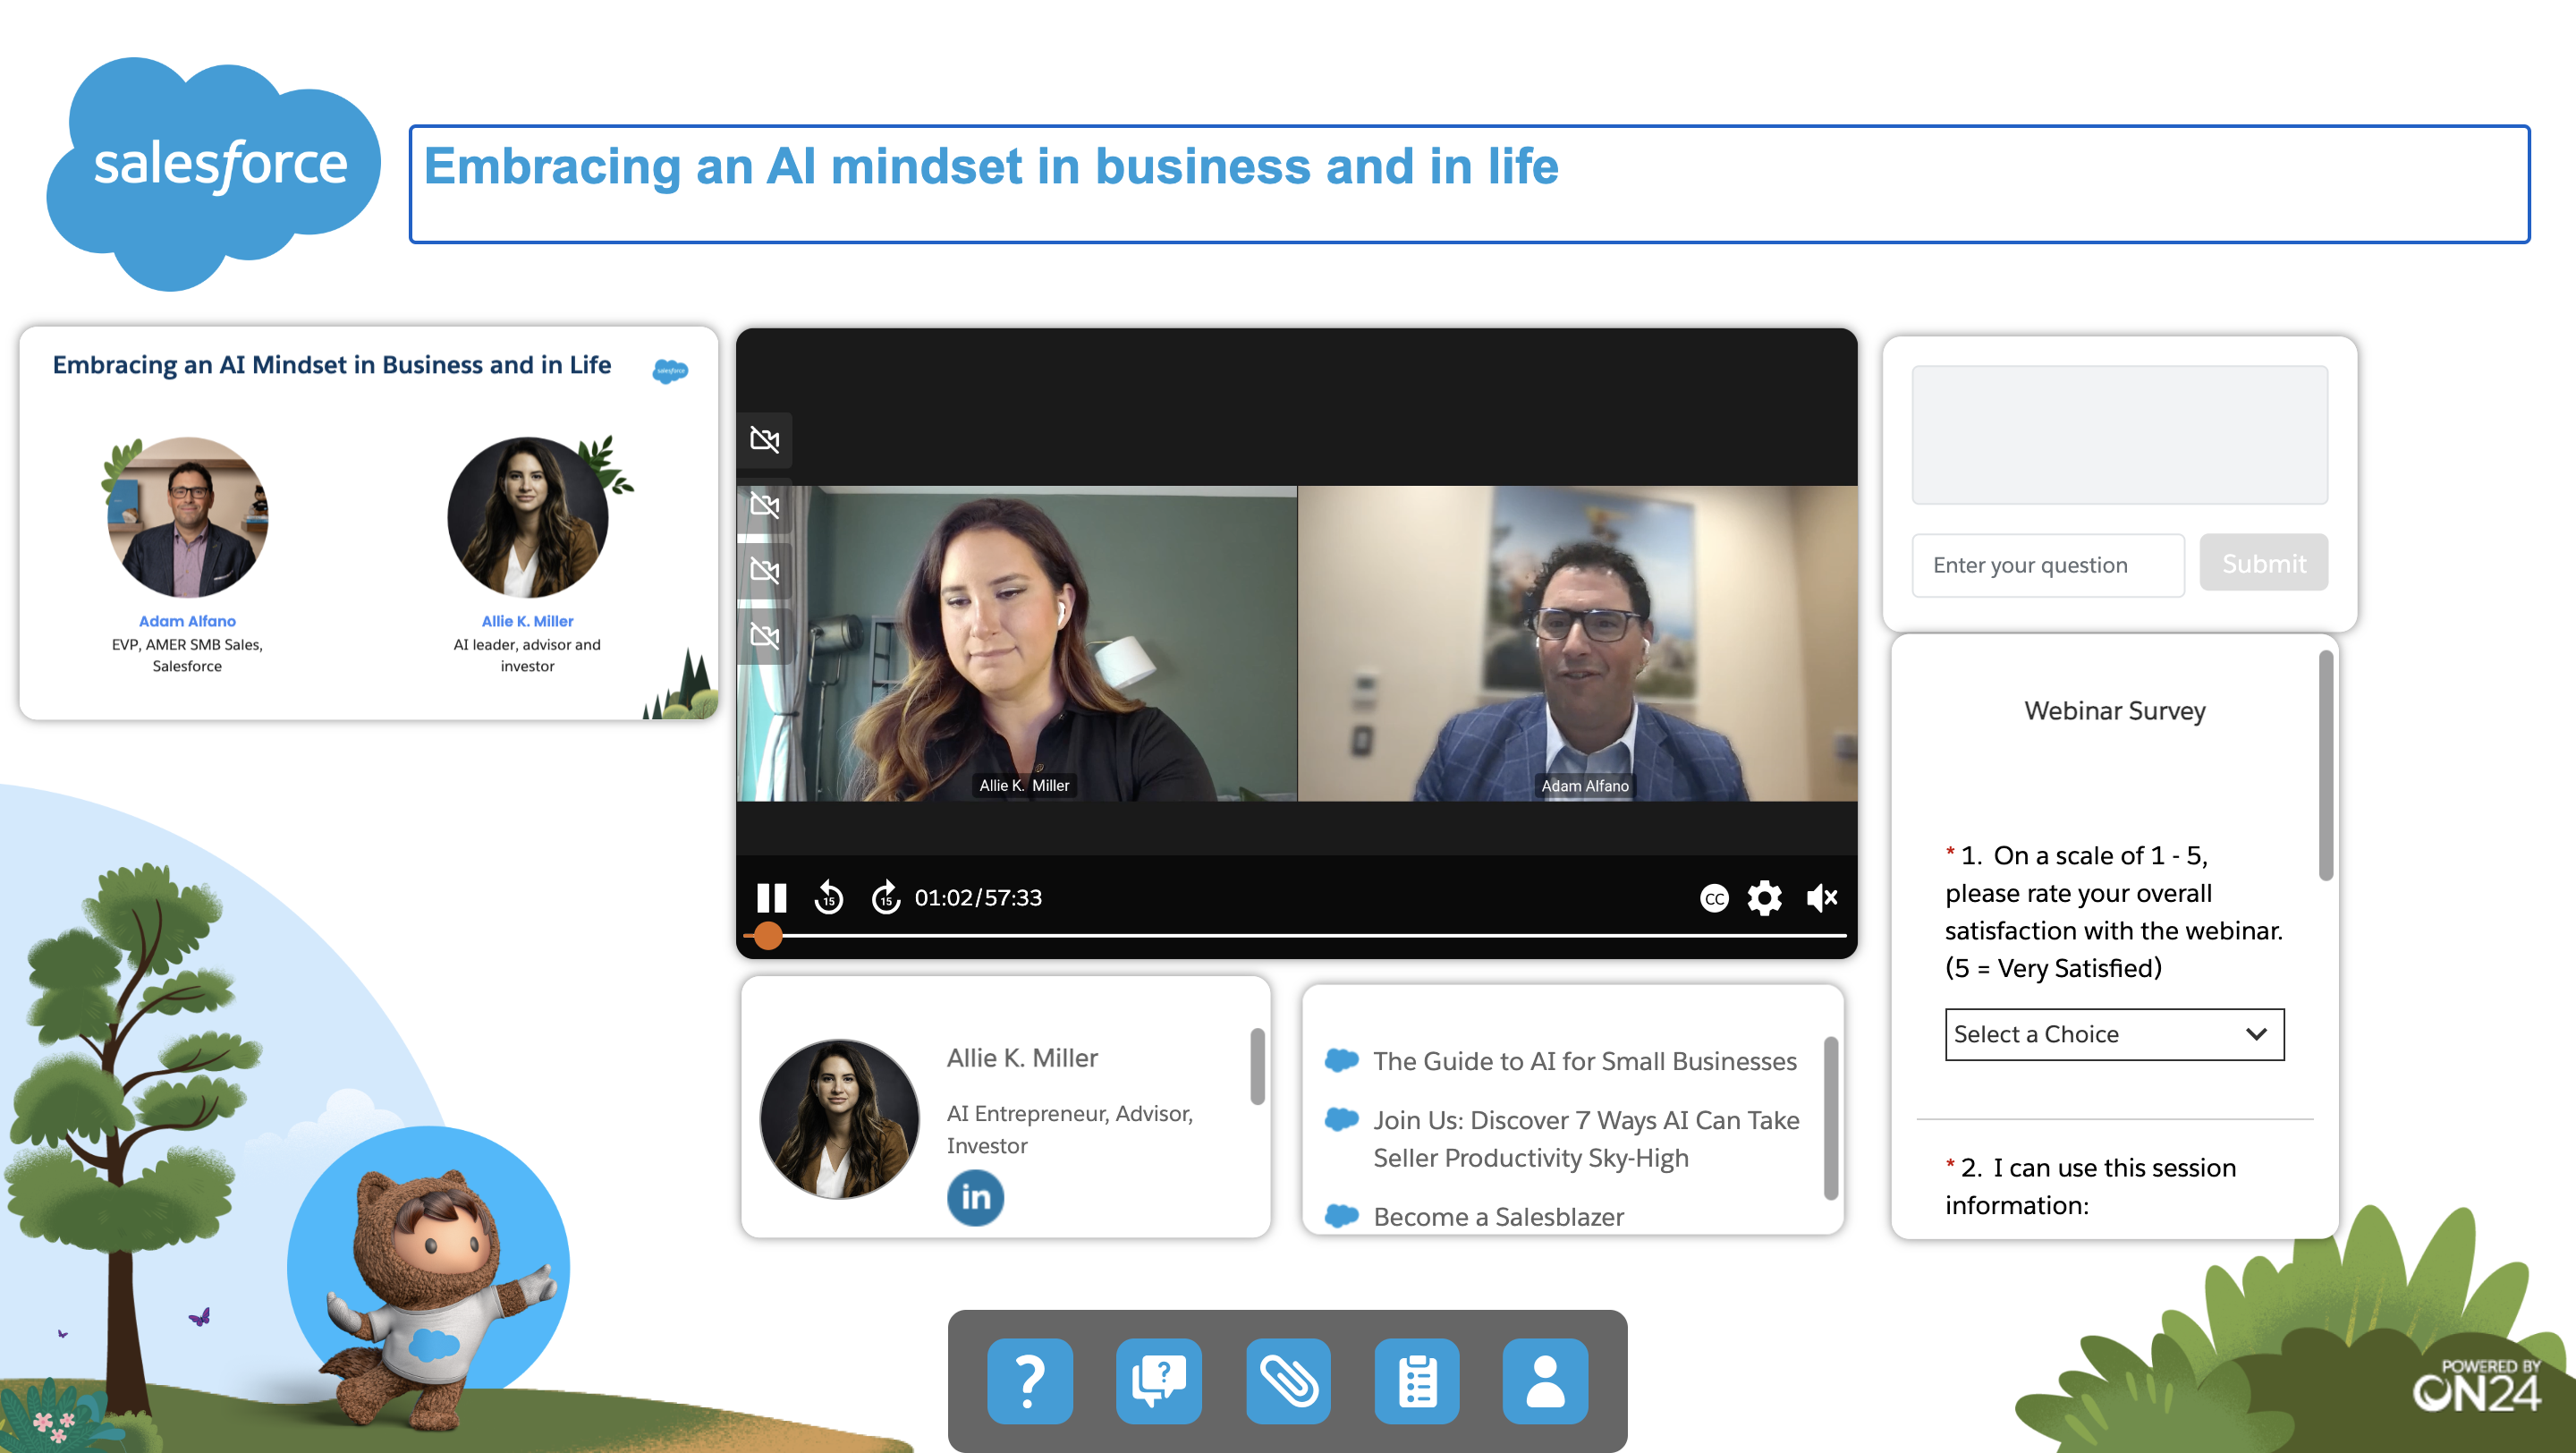 salesforce
Embracing an AI mindset in business and in life
Embracing an AI Mindset in Business and in Life
salesforce
Adam Alfano
EVP, AMER SMB Sales,
Salesforce
Allie K. Miller
AI leader, advisor and
investor
Allie K. Miller
Adam Alfano
15
15
01:02/57:33
CC
Enter your question
Submit
Webinar Survey
* 1. On a scale of 1 - 5,
please rate your overall
satisfaction with the webinar.
(5 = Very Satisfied)
Select a Choice
* 2. I can use this session
information:
Allie K. Miller
AI Entrepreneur, Advisor,
Investor
in
The Guide to AI for Small Businesses
Join Us: Discover 7 Ways AI Can Take
Seller Productivity Sky-High
Become a Salesblazer
?
?
POWERED BY
ON24